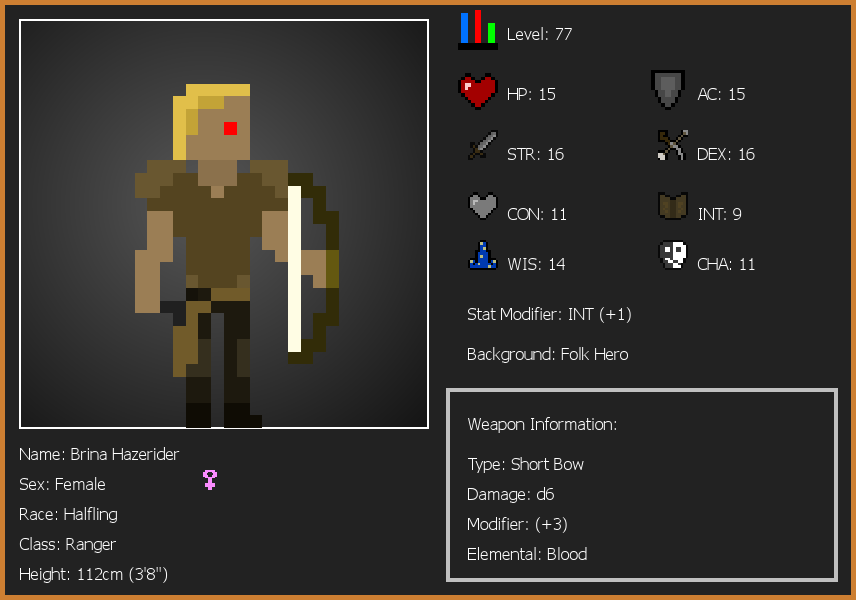 Level: 77
HP: 15
AC: 15
STR: 16
DEX: 16
CON: 11
INT: 9
WIS: 14
CHA: 11
Stat Modifier: INT (+1)
Background: Folk Hero
Weapon Information:
Type: Short Bow
Damage: d6
Modifier: (+3)
Elemental: Blood
Name: Brina Hazerider
Sex: Female
Race: Halfling
Class: Ranger
Height: 112cm (3'8")